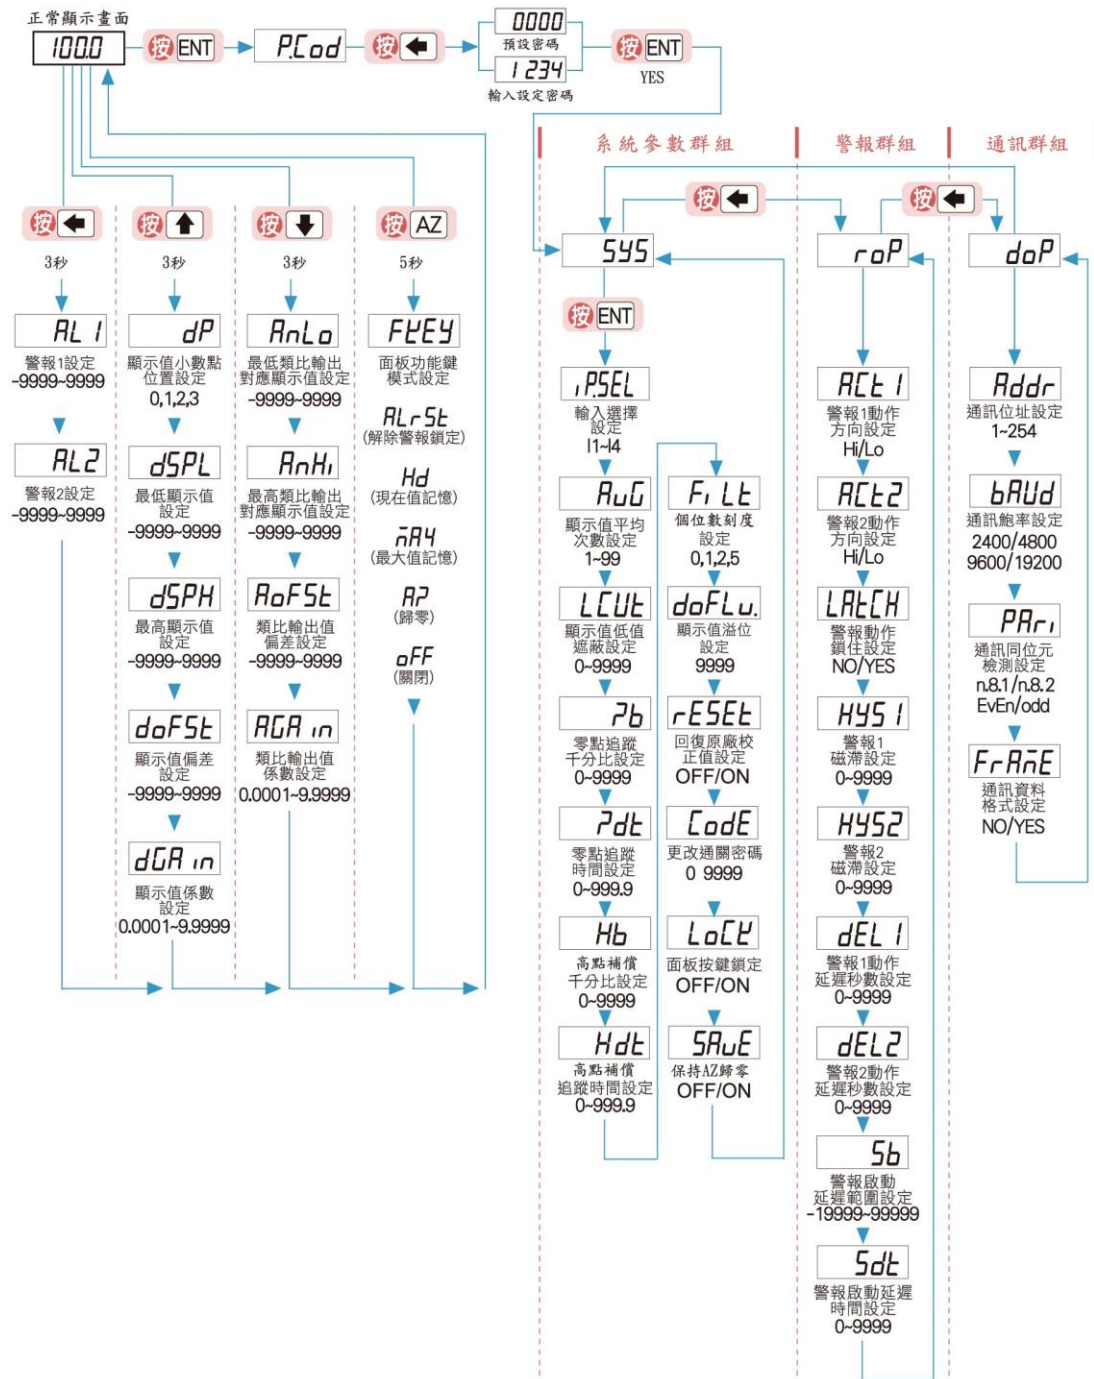 正常顯示畫面
100.0
按 ENT
P.Cod
按
0000
預設密碼
1234
輸入設定密碼
按 ENT
YES
系統參數群組
警報群組
通訊群組
按
3秒
AL1
警報1設定
-9999~9999
AL2
警報2設定
-9999~9999
按
3秒
dP
顯示值小數點
位置設定
0,1,2,3
dSPL
最低顯示值
設定
-9999~9999
dSPH
最高顯示值
設定
-9999~9999
doFSt
顯示值偏差
設定
-9999~9999
dGAin
顯示值係數
設定
0.0001~9.9999
按
3秒
AnLo
最低類比輸出
對應顯示值設定
-9999~9999
AnHi
最高類比輸出
對應顯示值設定
-9999~9999
AoFSt
類比輸出值
偏差設定
-9999~9999
AGAin
類比輸出值
係數設定
0.0001~9.9999
按 AZ
5秒
FKEY
面板功能鍵
模式設定
ALrSt
(解除警報鎖定)
Hd
(現在值記憶)
mAX
(最大值記憶)
AZ
(歸零)
oFF
(關閉)
按
按
SYS
按 ENT
iP.SEL
輸入選擇
設定
I1~I4
AvG
顯示值平均
次數設定
1~99
LCUt
顯示值低值
遮蔽設定
0~9999
Zb
零點追蹤
千分比設定
0~9999
Zdt
零點追蹤
時間設定
0~999.9
Hb
高點補償
千分比設定
0~9999
Hdt
高點補償
追蹤時間設定
0~999.9
Fi Lt
個位數刻度
設定
0,1,2,5
doFLv.
顯示值溢位
設定
9999
rESEt
回復原廠校
正值設定
OFF/ON
CodE
更改通關密碼
0 9999
LoCK
面板按鍵鎖定
OFF/ON
SAvE
保持AZ歸零
OFF/ON
roP
ACt1
警報1動作
方向設定
Hi/Lo
ACt2
警報2動作
方向設定
Hi/Lo
LAtCH
警報動作
鎖住設定
NO/YES
HYS1
警報1
磁滯設定
0~9999
HYS2
警報2
磁滯設定
0~9999
dEL1
警報1動作
延遲秒數設定
0~9999
dEL2
警報2動作
延遲秒數設定
0~9999
Sb
警報啟動
延遲範圍設定
-19999~99999
Sdt
警報啟動延遲
時間設定
0~9999
doP
Addr
通訊位址設定
1~254
bAUd
通訊鮑率設定
2400/4800
9600/19200
PAri
通訊同位元
檢測設定
n.8.1/n.8.2
EvEn/odd
FrAmE
通訊資料
格式設定
NO/YES